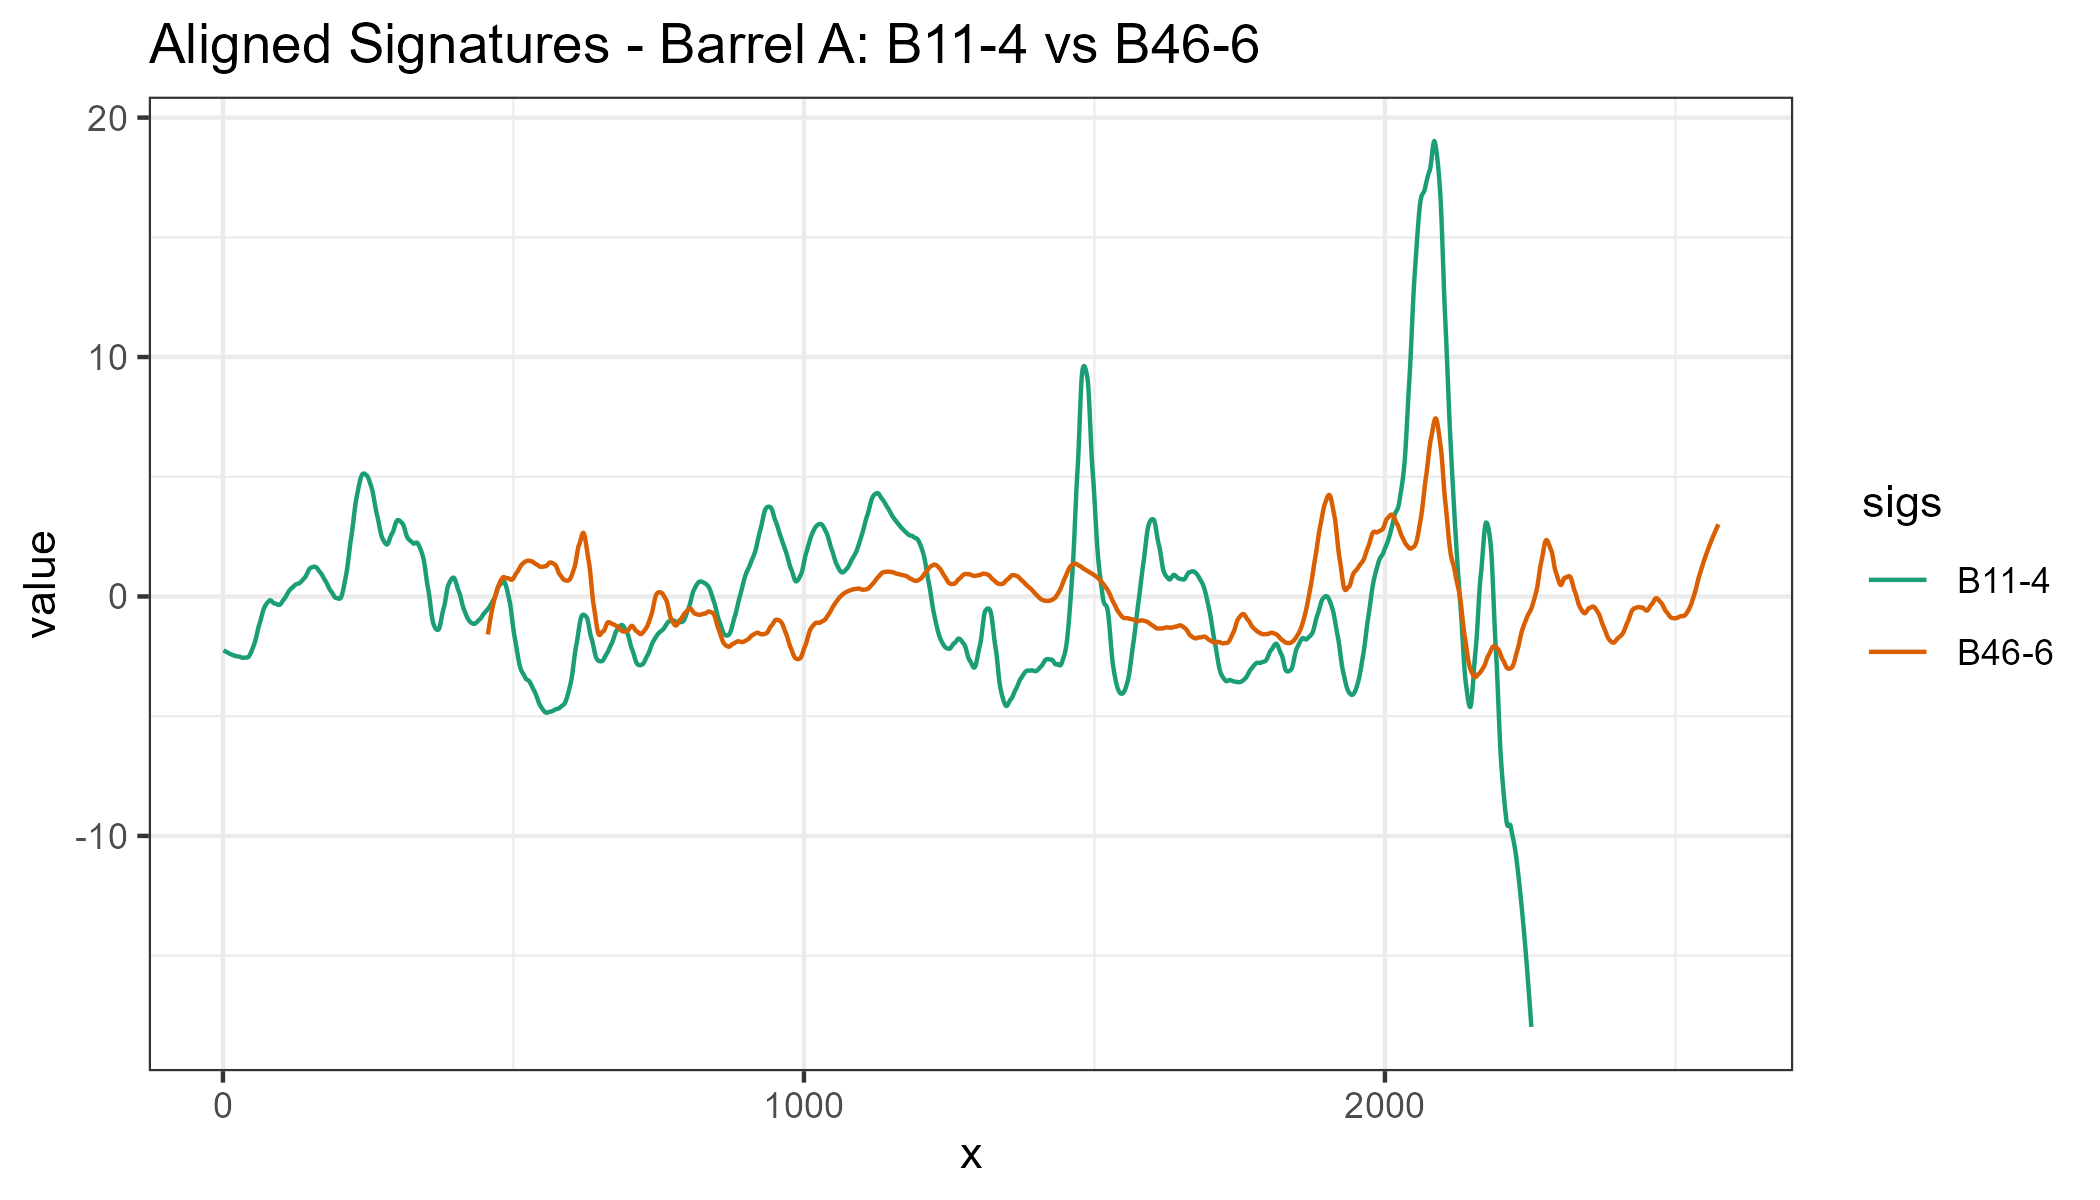 Aligned Signatures - Barrel A: B11-4 vs B46-6
20
10
0
-10
value
0
1000
2000
x
sigs
B11-4
B46-6